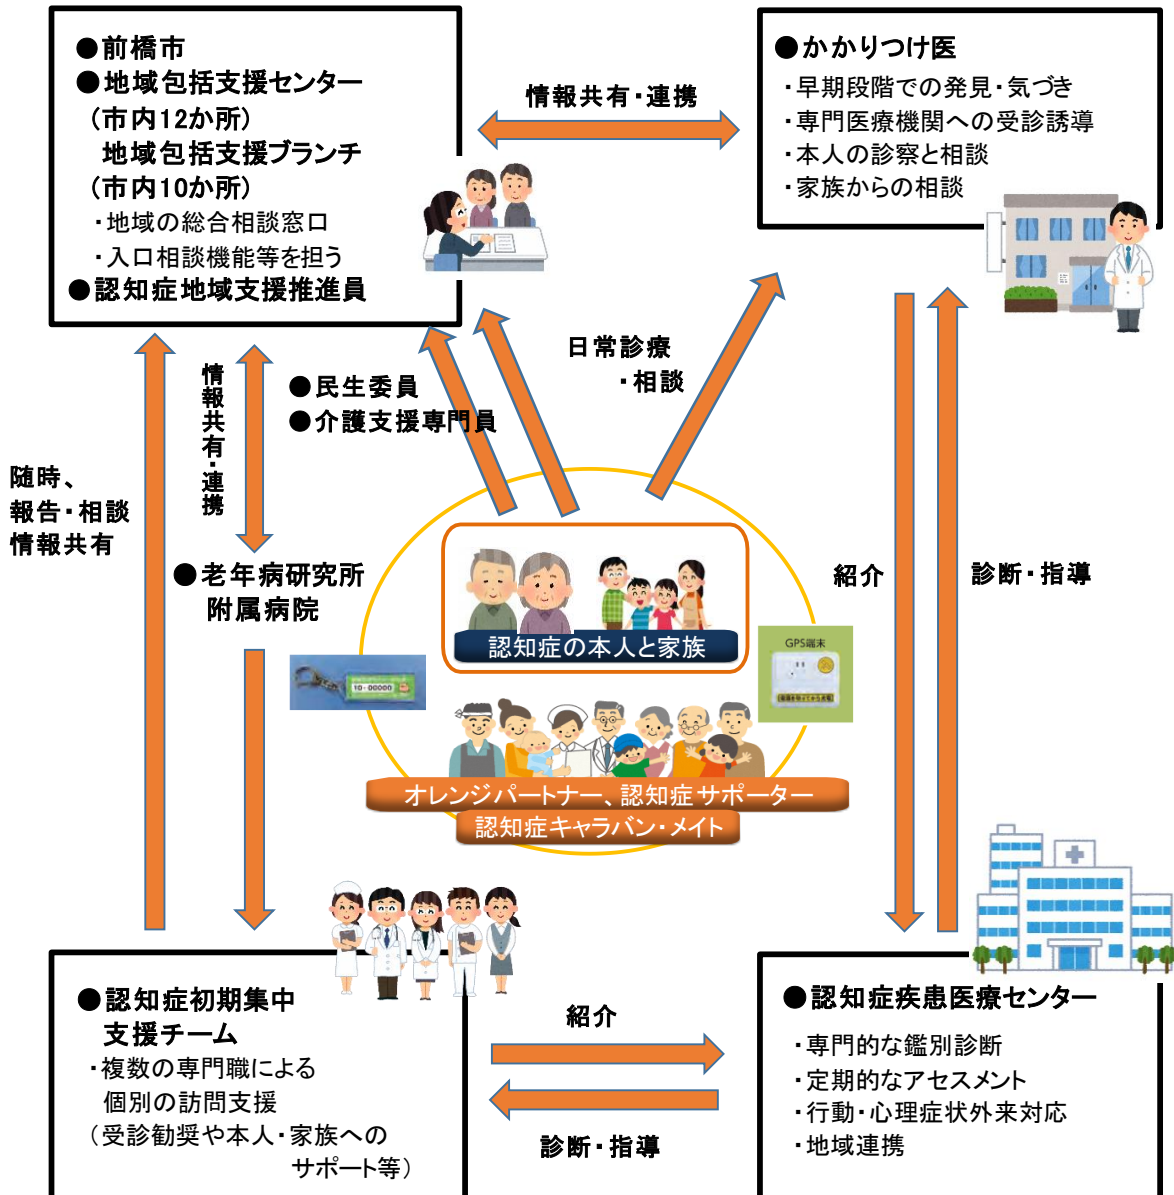 ●前橋市
●地域包括支援センター
（市内12か所）
地域包括支援ブランチ
（市内10か所）
・地域の総合相談窓口
・入口相談機能等を担う
●認知症地域支援推進員
情報共有・連携
●かかりつけ医
・早期段階での発見・気づき
・専門医療機関への受診誘導
・本人の診察と相談
・家族からの相談
日常診療
・相談
●民生委員
●介護支援専門員
情報共有・連携
随時、
報告・相談
情報共有
●老年病研究所
附属病院
紹介
診断・指導
認知症の本人と家族
GPS端末
10-00000
オレンジパートナー、認知症サポーター
認知症キャラバン・メイト
●認知症初期集中
支援チーム
・複数の専門職による
個別の訪問支援
（受診勧奨や本人・家族への
サポート等）
紹介
診断・指導
●認知症疾患医療センター
・専門的な鑑別診断
・定期的なアセスメント
・行動・心理症状外来対応
・地域連携